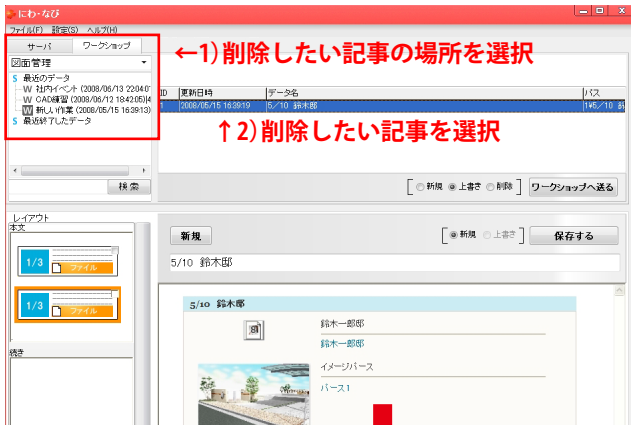 にわ・なび
ファイル(F) 設定(S) ヘルプ(H)
サーバ ワークショップ
←1)削除したい記事の場所を選択
図面管理
S 最近のデータ
W 社内イベント (2008/06/13 22:04:0
W CAD練習 (2008/06/12 18:42:05)(4
W 新しい作業 (2008/05/15 16:39:13)
S 最近終了したデータ
ID 更新日時 データ名 パス
1 2008/05/15 16:39:19 5/10 鈴木邸 1¥5/10 鈴
↑2)削除したい記事を選択
検索
新規 上書き 削除 ワークショップへ送る
レイアウト
本文
新規
新規 上書き 保存する
1/3 ファイル
5/10 鈴木邸
1/3 ファイル
5/10 鈴木邸
鈴木一郎邸
鈴木一郎邸
イメージパース
パース1
続き